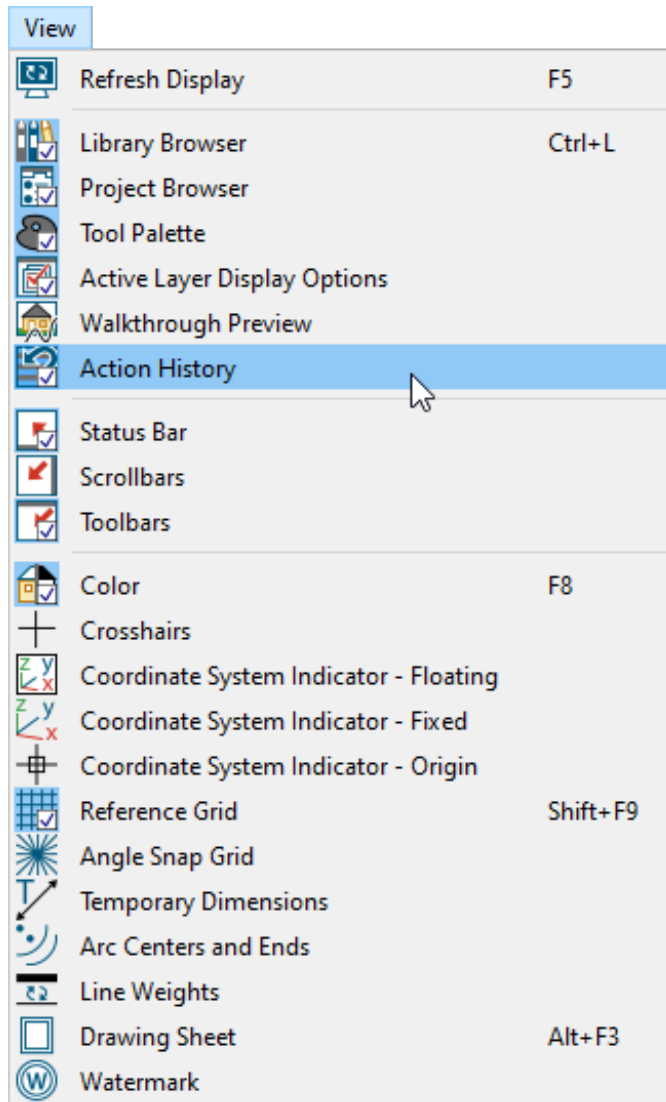 View
Refresh Display F5
Library Browser Ctrl+L
Project Browser
Tool Palette
Active Layer Display Options
Walkthrough Preview
Action History
Status Bar
Scrollbars
Toolbars
Color F8
Crosshairs
Z y x Coordinate System Indicator - Floating
Z y x Coordinate System Indicator - Fixed
Coordinate System Indicator - Origin
Reference Grid Shift+F9
Angle Snap Grid
T Temporary Dimensions
Arc Centers and Ends
Line Weights
Drawing Sheet Alt+F3
W Watermark